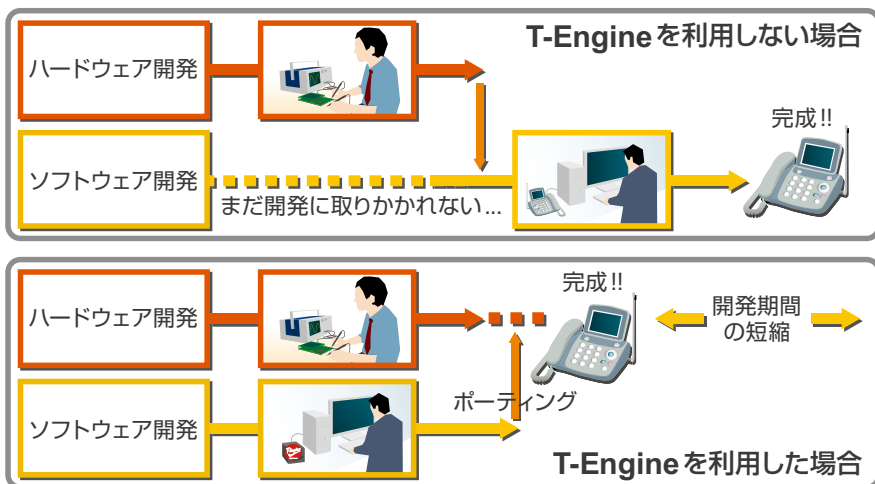 T-Engineを利用しない場合
ハードウェア開発
完成!!
ソフトウェア開発
まだ開発に取りかかれない...
完成!!
ハードウェア開発
開発期間
の短縮
ポーティング
ソフトウェア開発
T-Engineを利用した場合